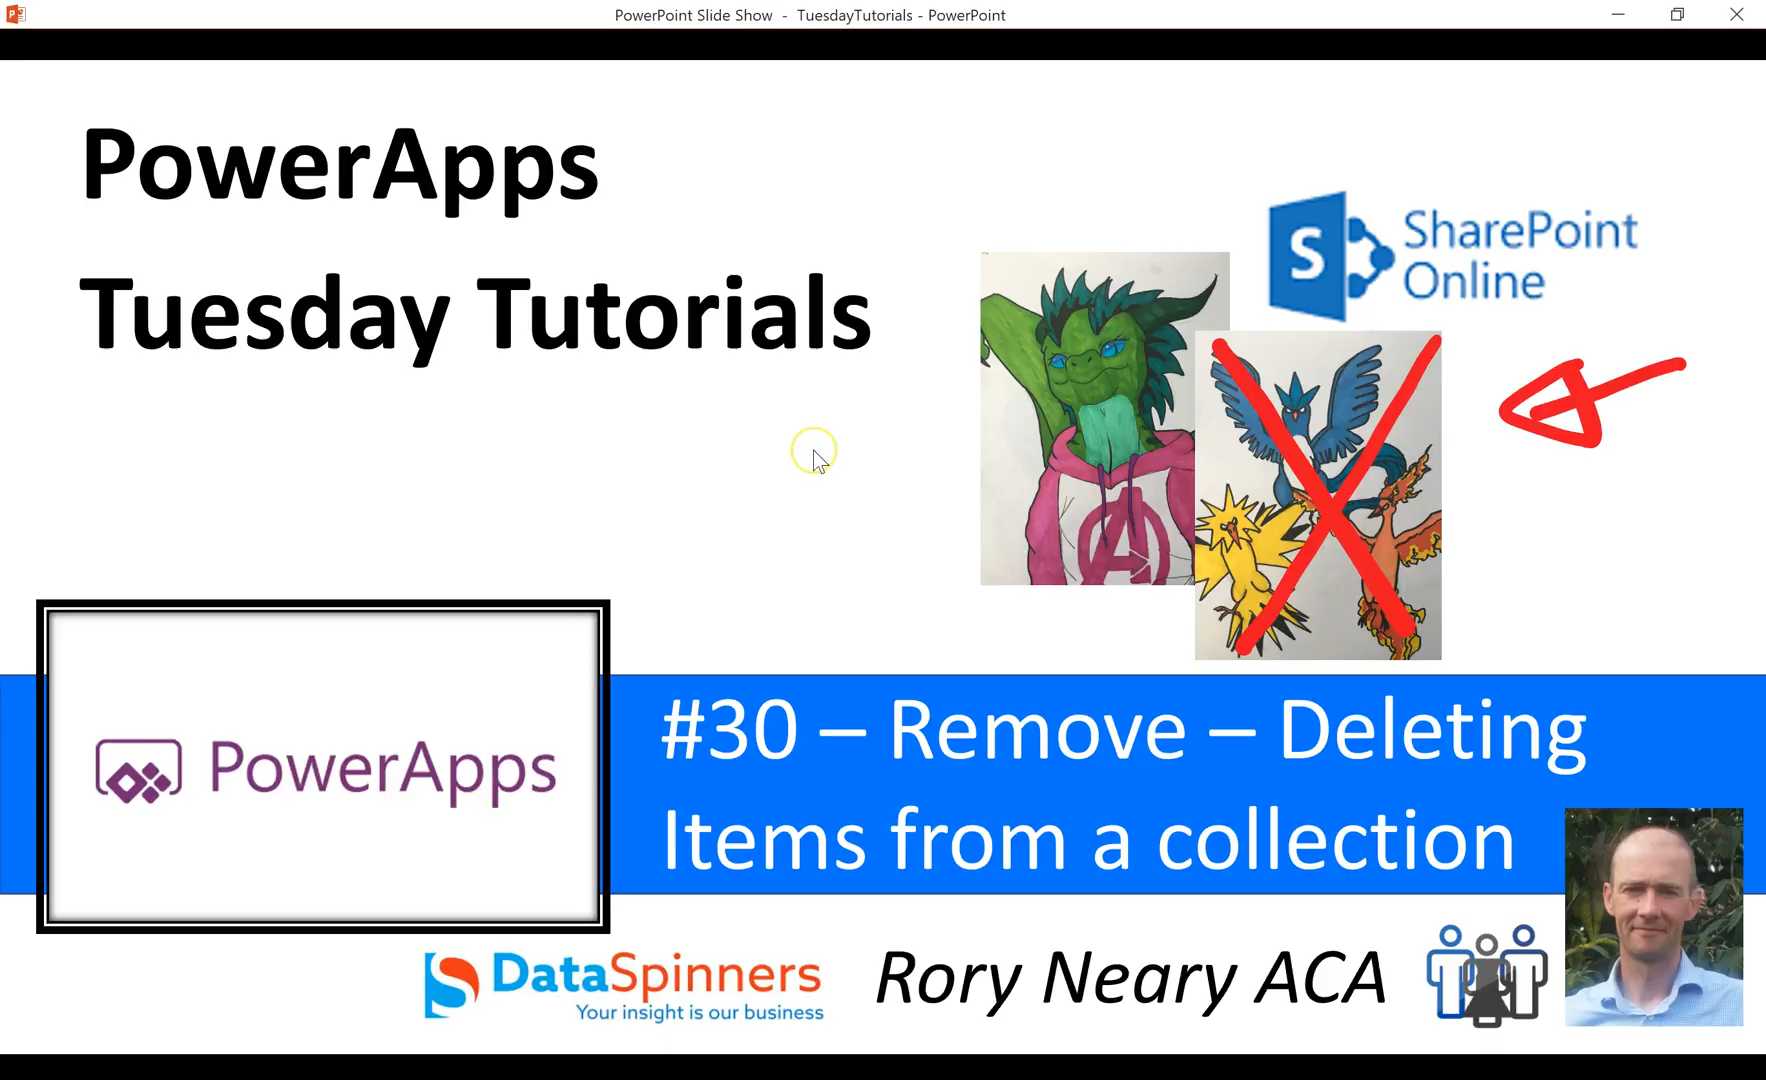 PowerPoint Slide Show - TuesdayTutorials - PowerPoint
PowerApps
Tuesday Tutorials
SharePoint
Online
PowerApps
#30 – Remove – Deleting
Items from a collection
DataSpinners
Your insight is our business
Rory Neary ACA